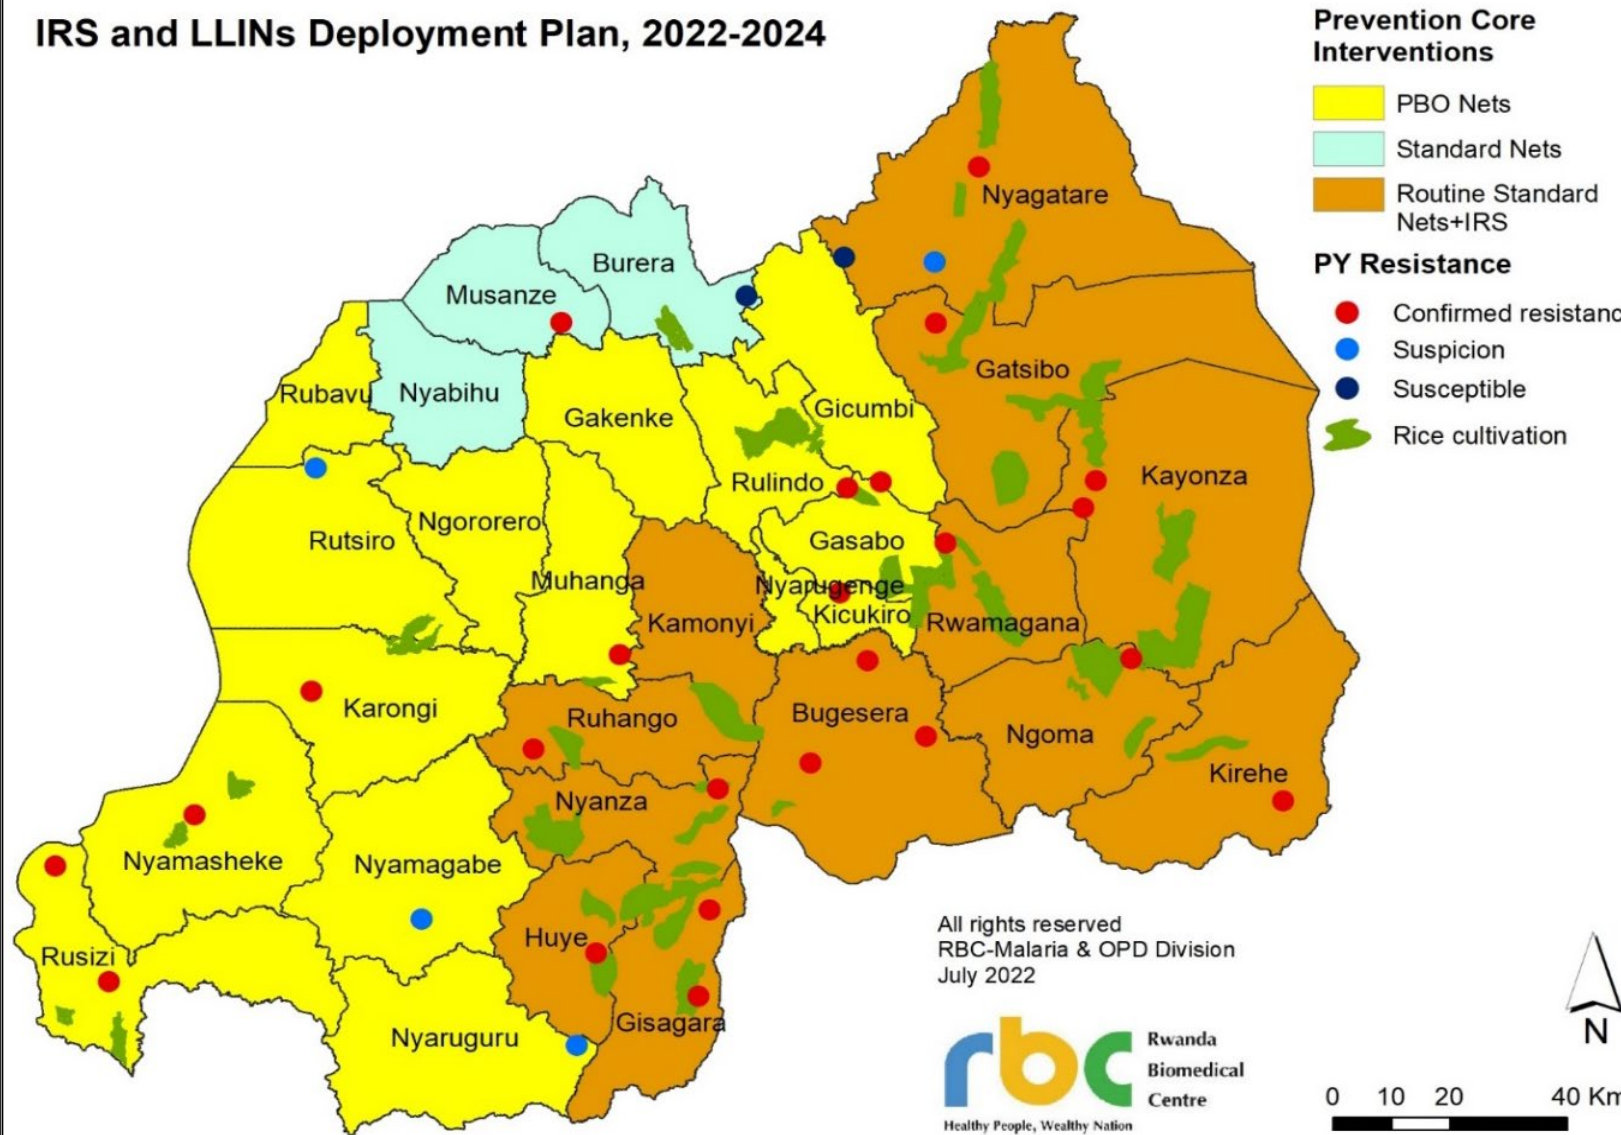 IRS and LLINs Deployment Plan, 2022-2024
Prevention Core
Interventions
PBO Nets
Standard Nets
Routine Standard
Nets+IRS
PY Resistance
Confirmed resistanc
Suspicion
Susceptible
Rice cultivation
Nyagatare
Burera
Musanze
Gatsibo
Rubavu
Nyabihu
Gakenke
Gicumbi
Kayonza
Rulindo
Ngororero
Rutsiro
Gasabo
Muhanga
Nyarugenge
Kicukiro
Kamonyi
Rwamagana
Karongi
Ruhango
Bugesera
Ngoma
Kirehe
Nyanza
Nyamasheke
Nyamagabe
Huye
Rusizi
Gisagara
Nyaruguru
All rights reserved
RBC-Malaria & OPD Division
July 2022
rbc
Rwanda
Biomedical
Centre
Healthy People, Wealthy Nation
N
0 10 20 40 Km